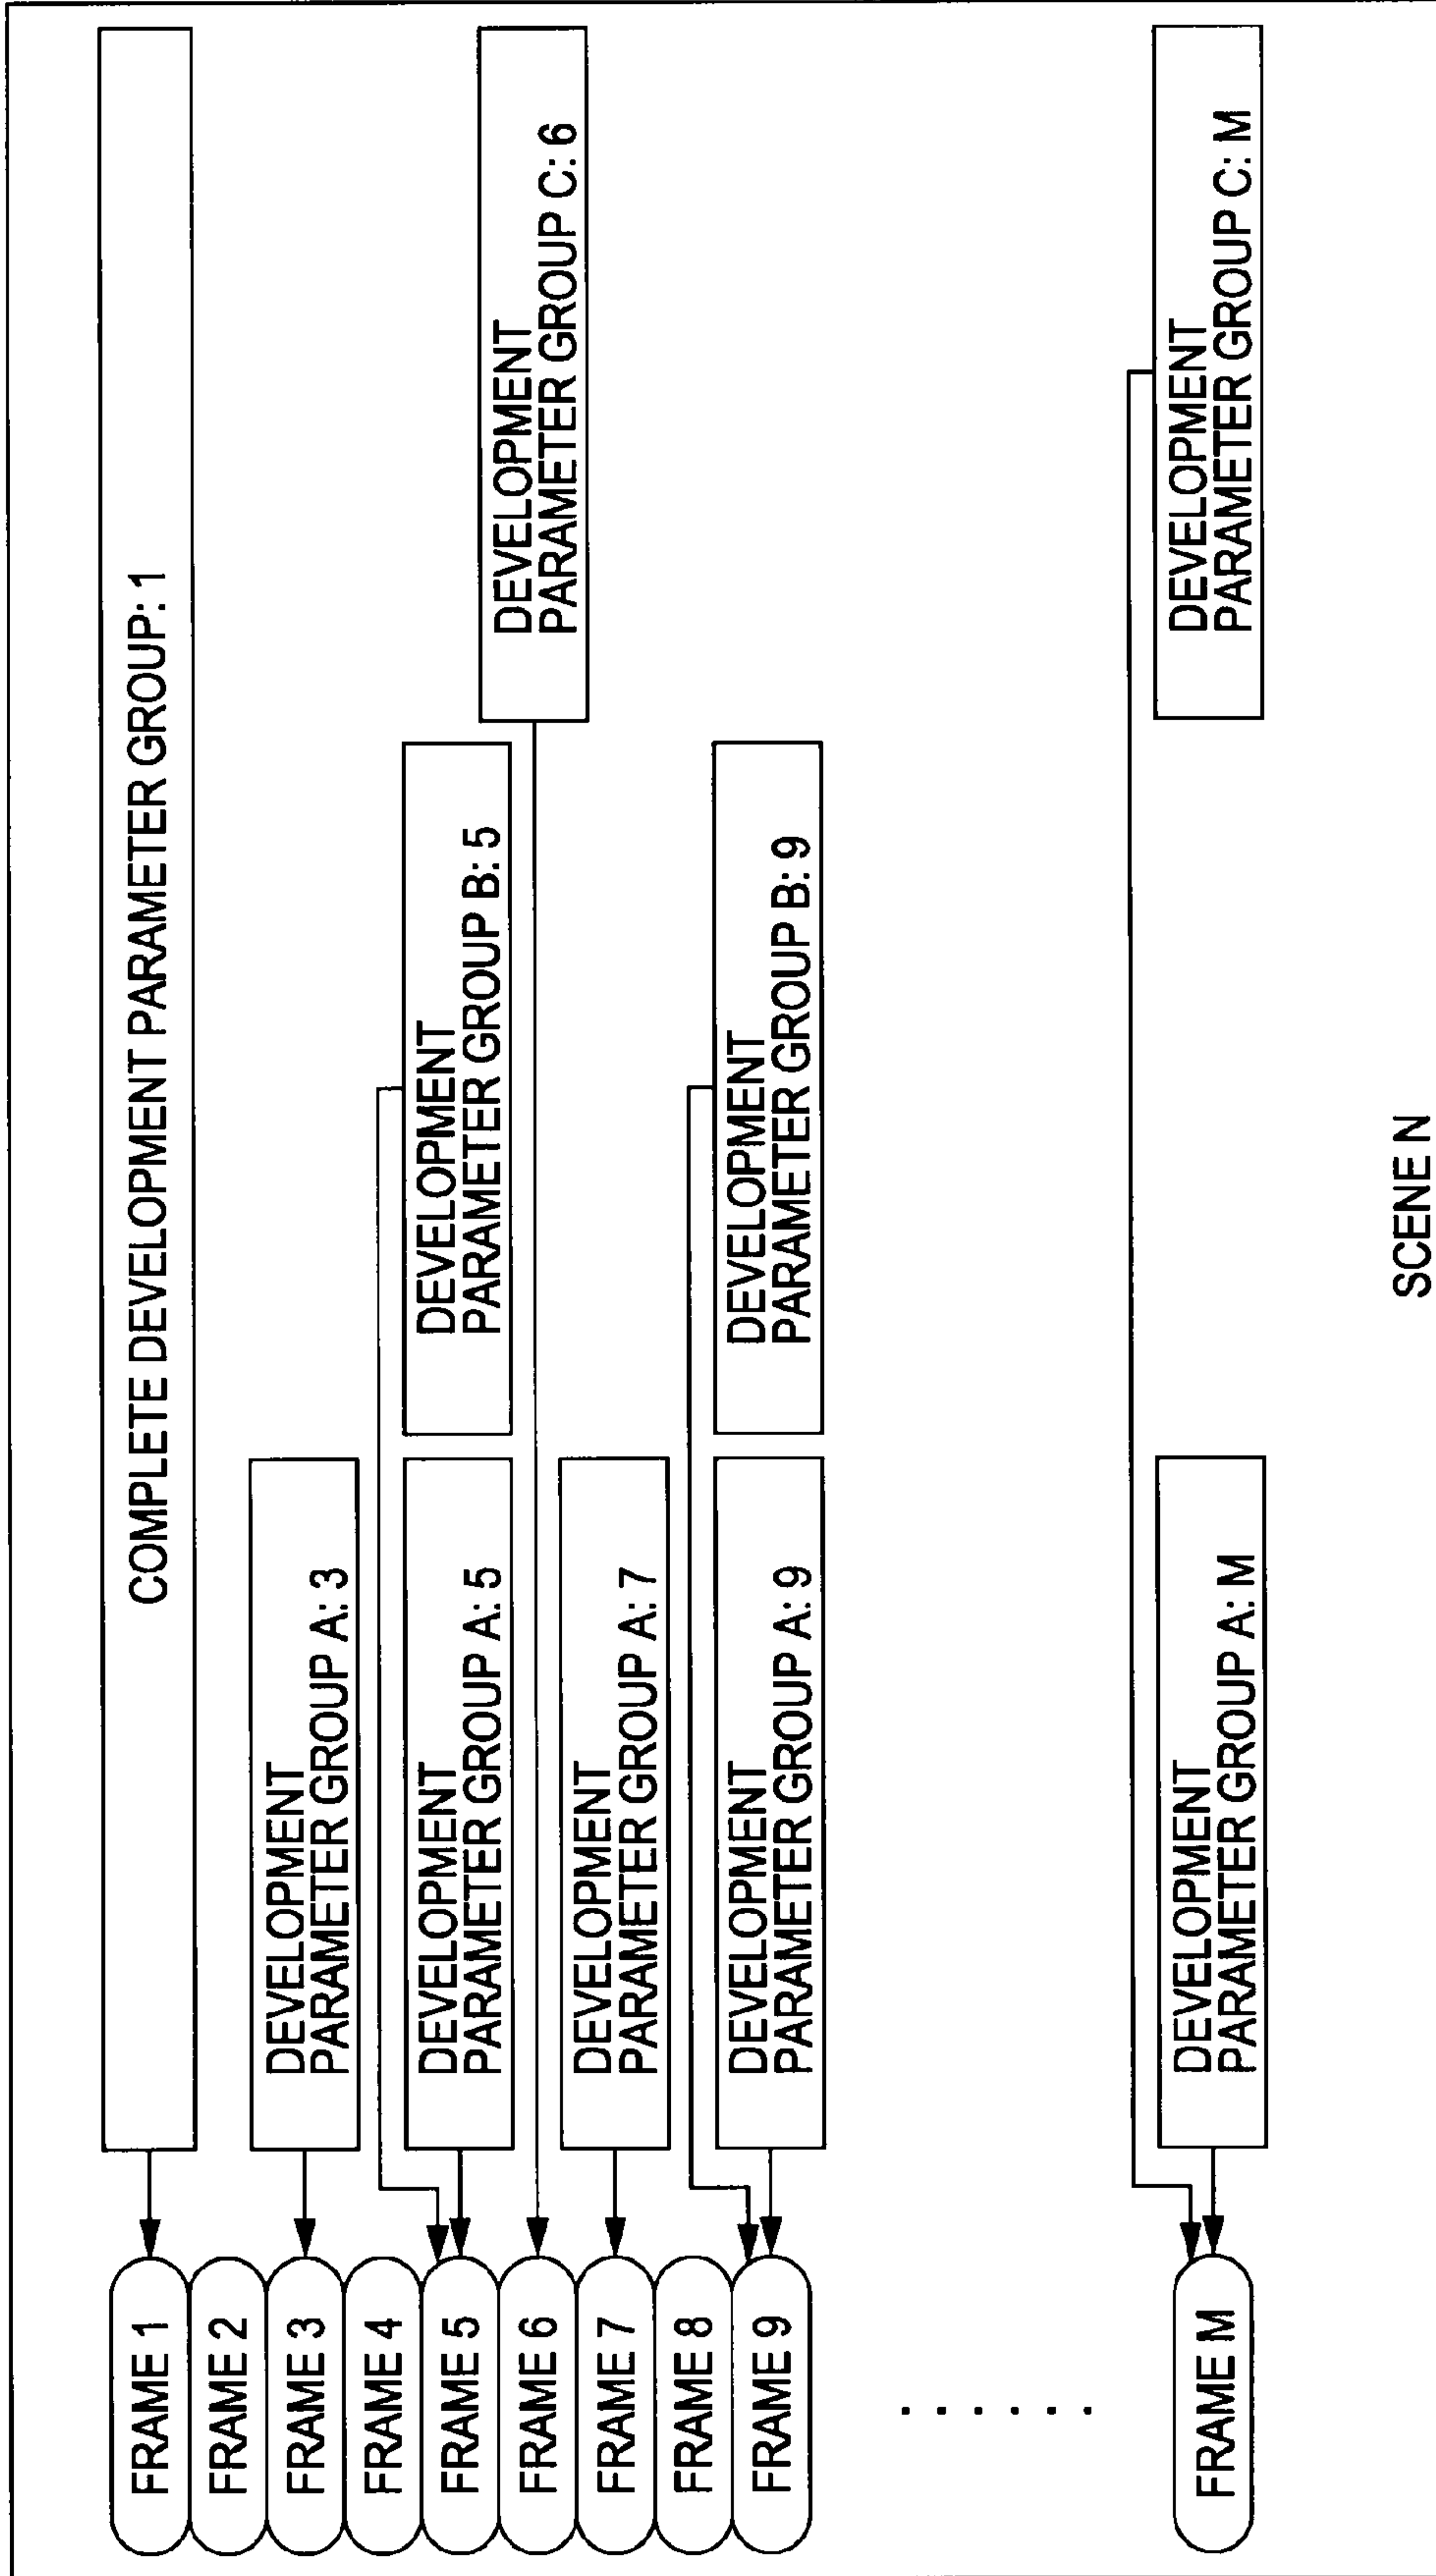 FRAME 1
COMPLETE DEVELOPMENT PARAMETER GROUP: 1
FRAME 2
FRAME 3
DEVELOPMENT
PARAMETER GROUP A: 3
FRAME 4
FRAME 5
DEVELOPMENT
PARAMETER GROUP A: 5
DEVELOPMENT
PARAMETER GROUP B: 5
FRAME 6
DEVELOPMENT
PARAMETER GROUP C: 6
FRAME 7
DEVELOPMENT
PARAMETER GROUP A: 7
FRAME 8
FRAME 9
DEVELOPMENT
PARAMETER GROUP A: 9
DEVELOPMENT
PARAMETER GROUP B: 9
......
FRAME M
DEVELOPMENT
PARAMETER GROUP A: M
DEVELOPMENT
PARAMETER GROUP C: M
SCENE N